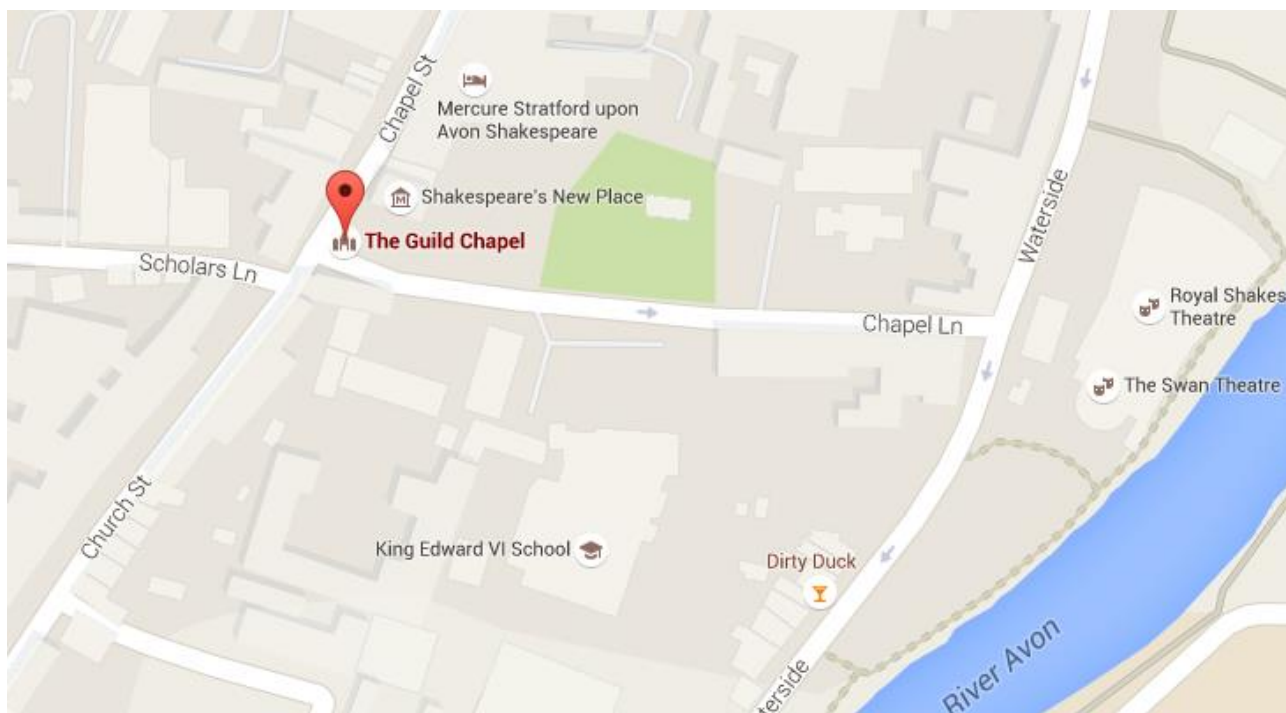 Chapel St
Mercure Stratford upon
Avon Shakespeare
Shakespeare's New Place
The Guild Chapel
Scholars Ln
Waterside
Royal Shakes
Theatre
Chapel Ln
The Swan Theatre
Church St
King Edward VI School
Dirty Duck
terside
River Avon